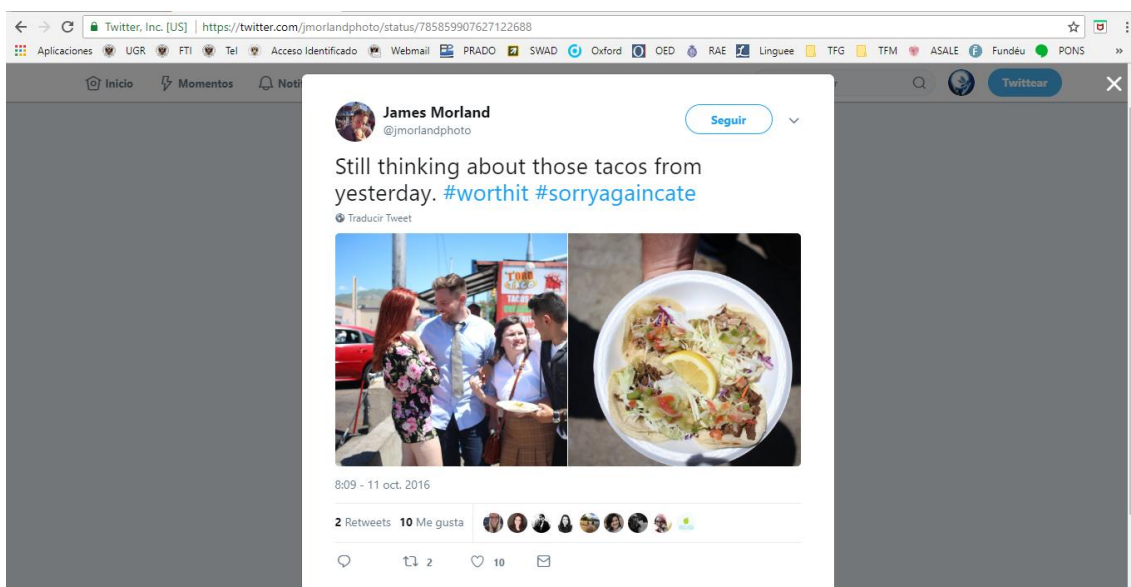 Twitter, Inc. [US] | https://twitter.com/jmorlandphoto/status/785859907627122688
Aplicaciones UGR FTI Tel Acceso Identificado Webmail PRADO SWAD Oxford OED RAE Linguee TFG TFM ASALE Fundéu PONS »
Inicio Momentos Noti Twittear
James Morland
@jmorlandphoto
Seguir
Still thinking about those tacos from
yesterday. #worthit #sorryagaincate
Traducir Tweet
TACO
TACOS
8:09 - 11 oct. 2016
2 Retweets 10 Me gusta
2 10